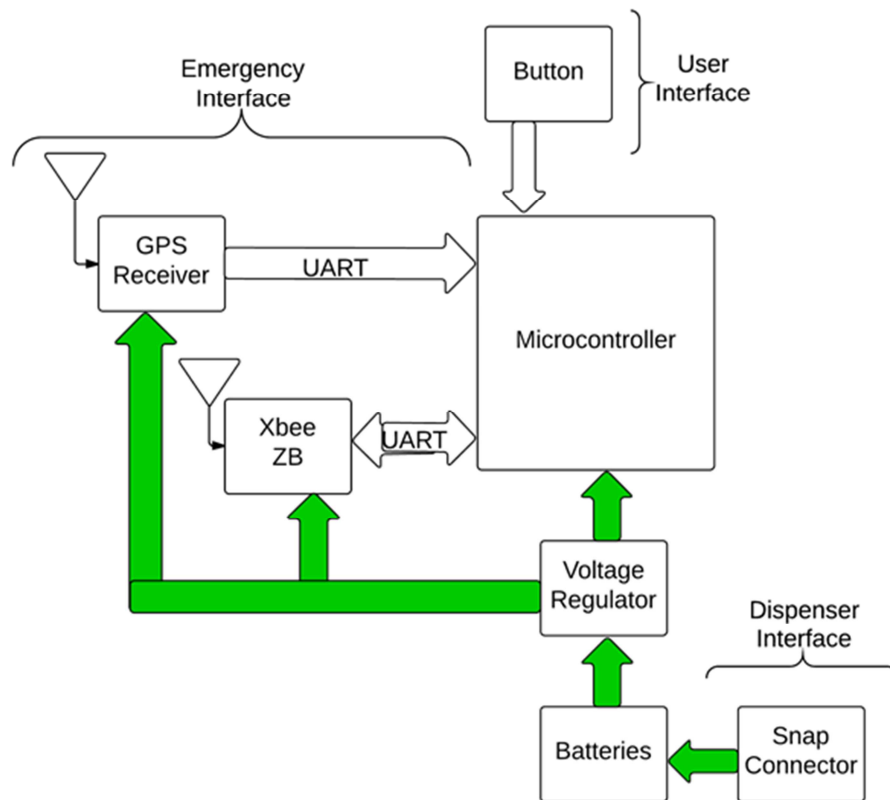 Emergency
Interface
Button
User
Interface
GPS
Receiver
UART
Microcontroller
Xbee
ZB
UART
Voltage
Regulator
Dispenser
Interface
Batteries
Snap
Connector